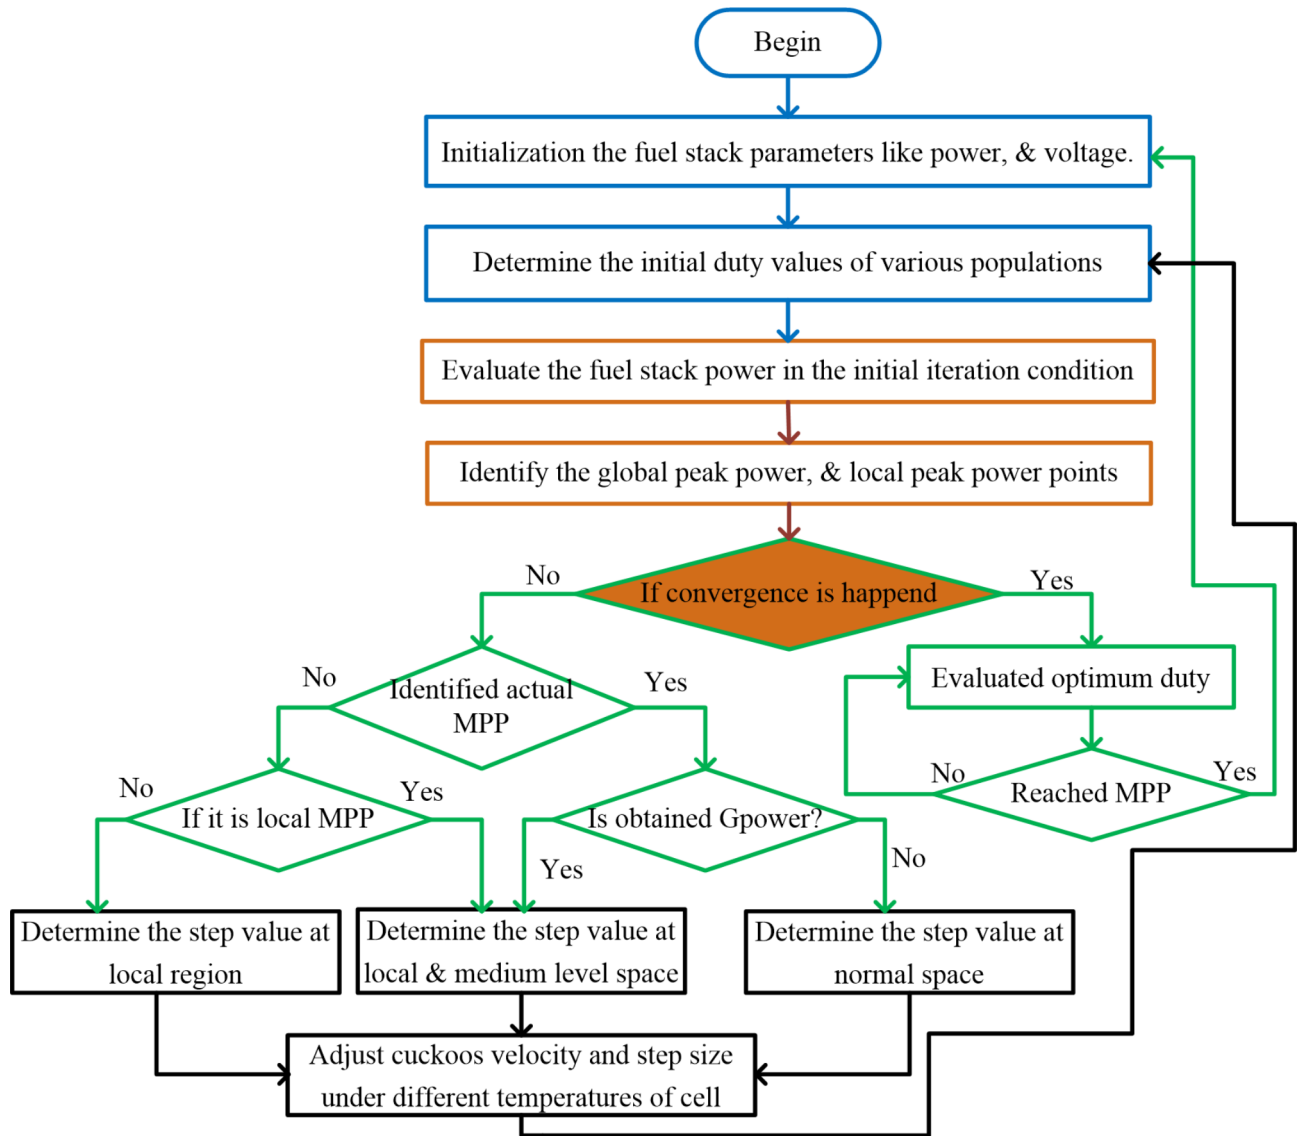 Begin
Initialization the fuel stack parameters like power, & voltage.
Determine the initial duty values of various populations
Evaluate the fuel stack power in the initial iteration condition
Identify the global peak power, & local peak power points
No
If convergence is happend
Yes
No
Identified actual
MPP
Yes
Evaluated optimum duty
No
If it is local MPP
Yes
Is obtained Gpower?
No
Reached MPP
Yes
Yes
No
Determine the step value at
local region
Determine the step value at
local & medium level space
Determine the step value at
normal space
Adjust cuckoos velocity and step size
under different temperatures of cell